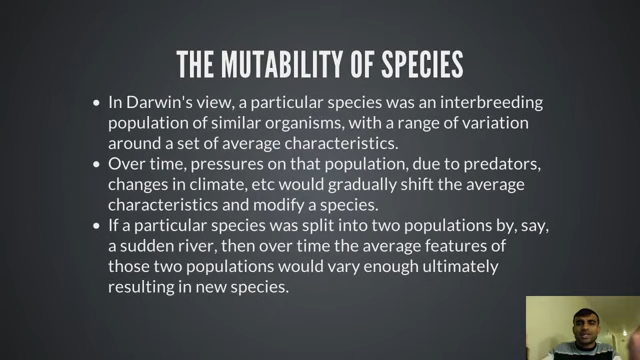 THE MUTABILITY OF SPECIES
• In Darwin's view, a particular species was an interbreeding
population of similar organisms, with a range of variation
around a set of average characteristics.
• Over time, pressures on that population, due to predators,
changes in climate, etc would gradually shift the average
characteristics and modify a species.
• If a particular species was split into two populations by, say,
a sudden river, then over time the average features of
those two populations would vary enough ultimately
resulting in new species.